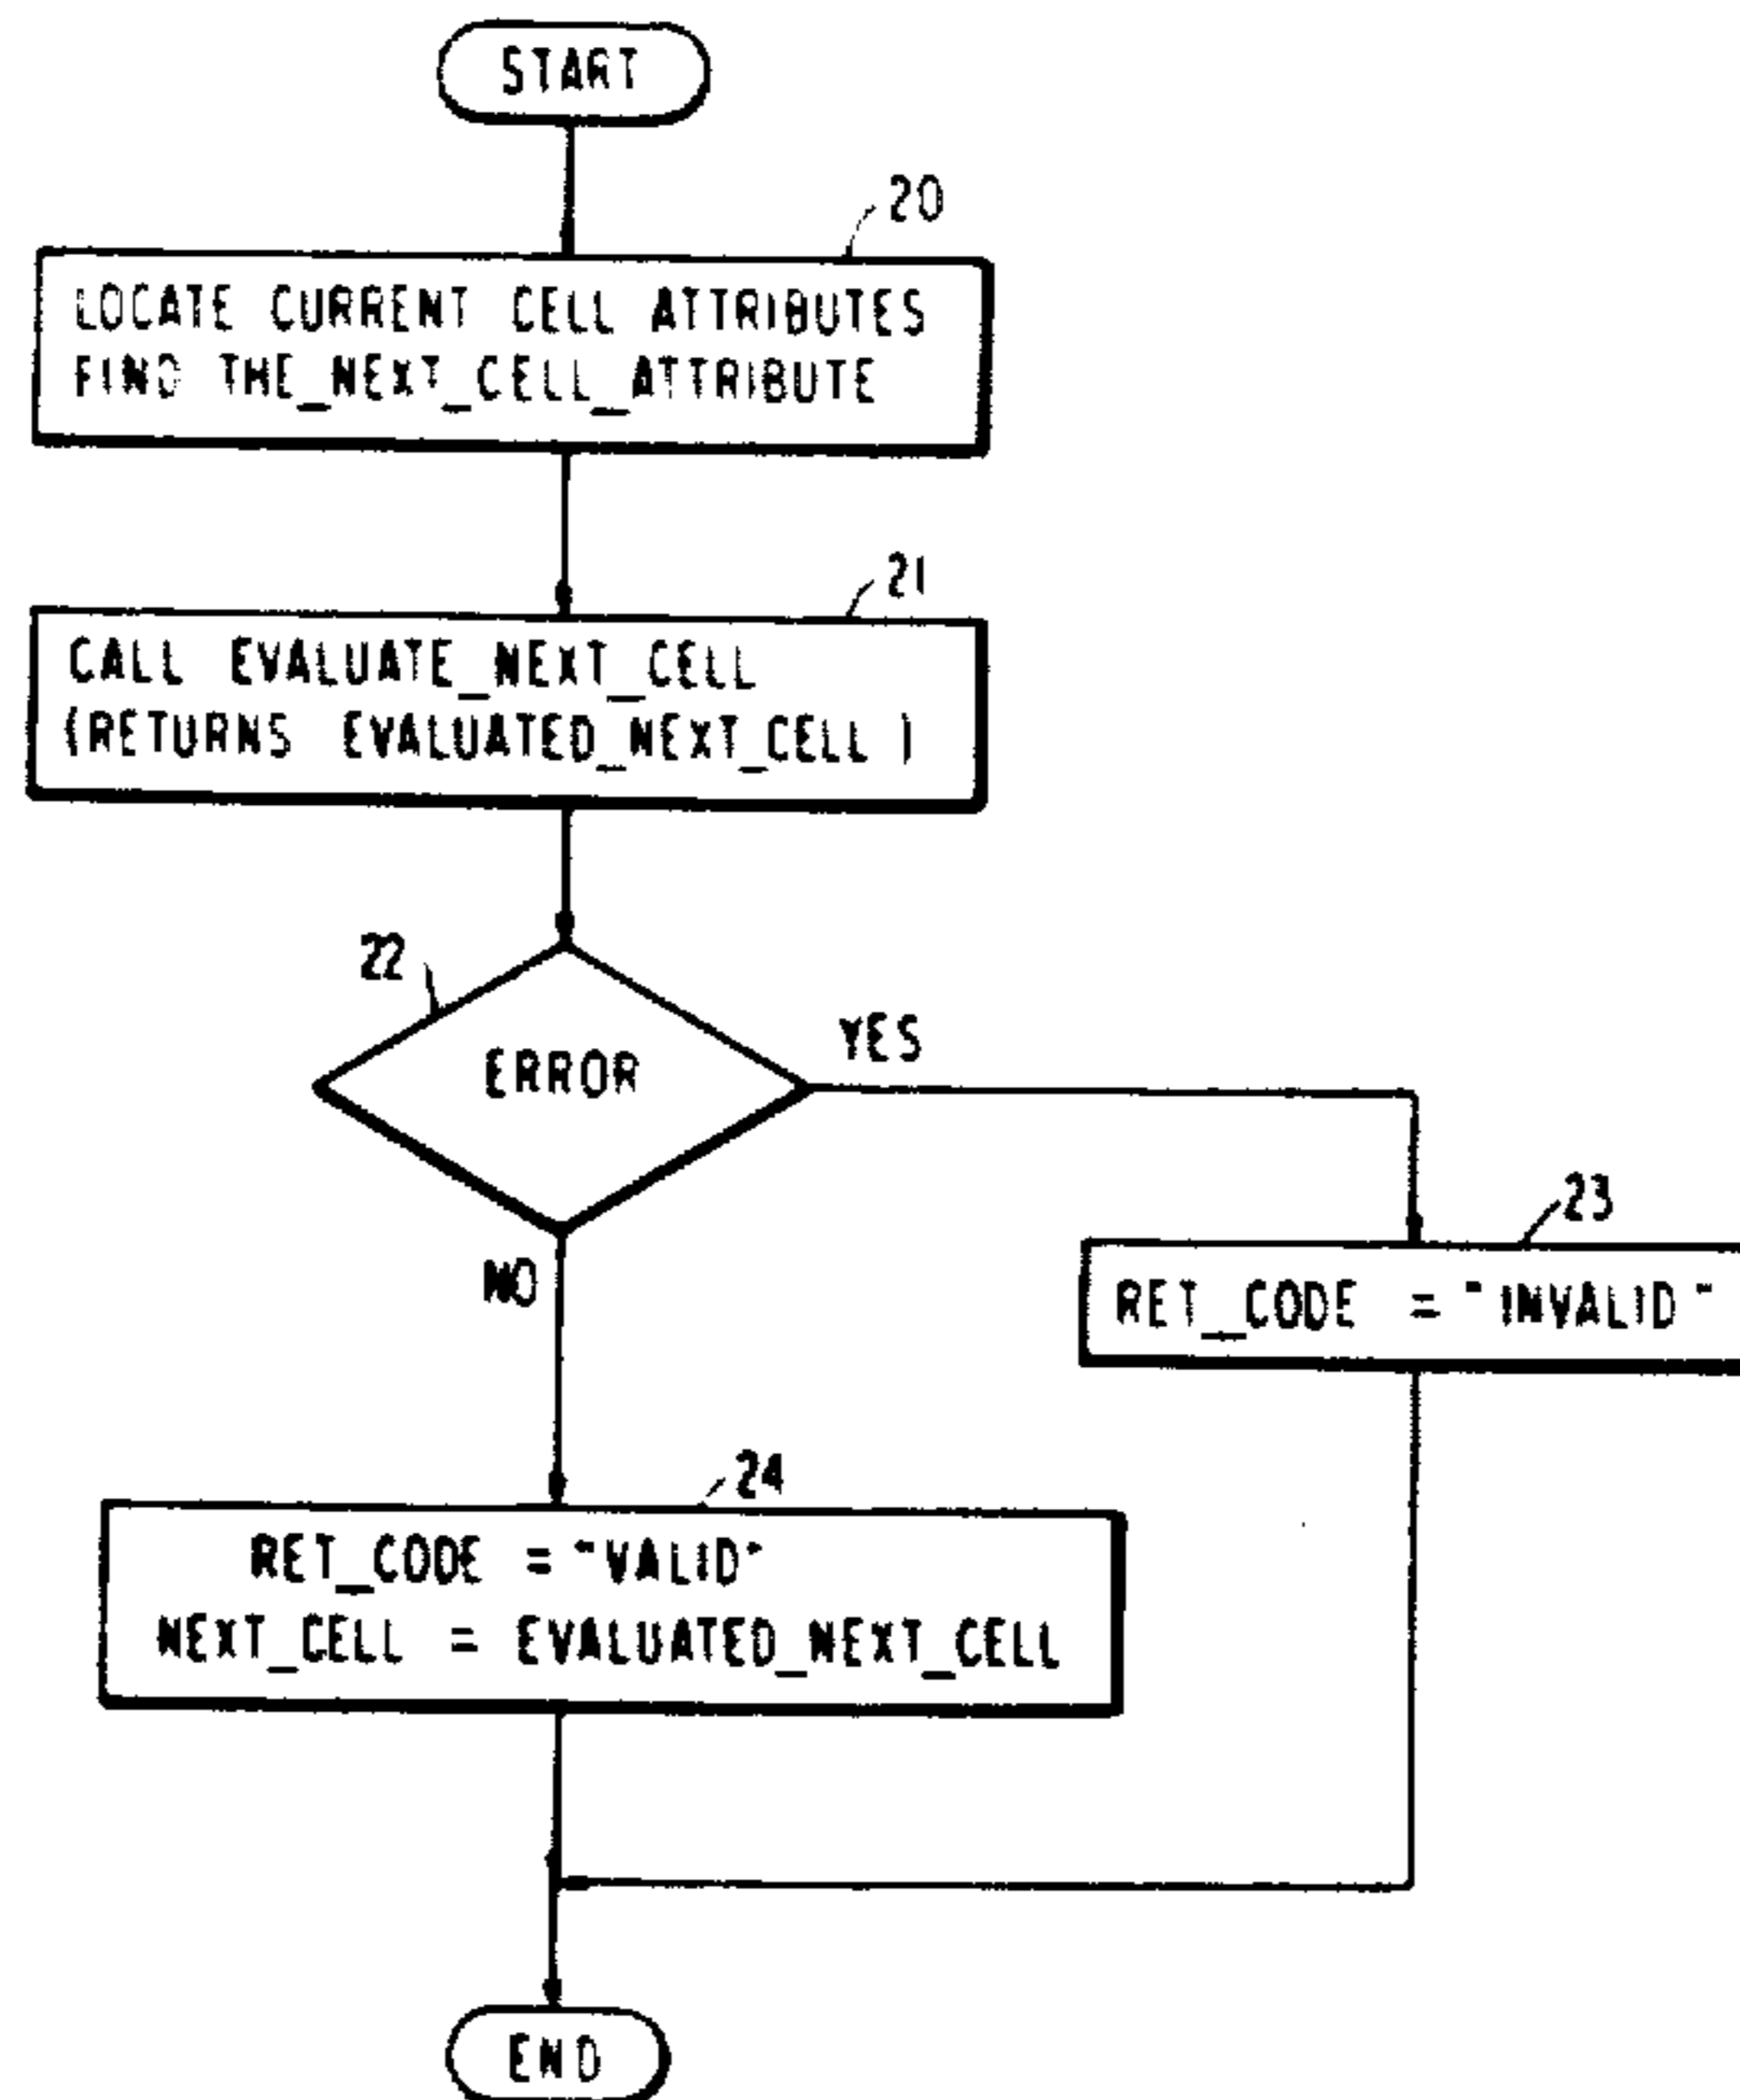 START
20
LOCATE CURRENT CELL ATTRIBUTES
FIND THE_NEXT_CELL_ATTRIBUTE
21
CALL EVALUATE_NEXT_CELL
(RETURNS EVALUATED_NEXT_CELL )
22
ERROR
YES
NO
23
RET_CODE = "INVALID"
24
RET_CODE = "VALID"
NEXT_CELL = EVALUATED_NEXT_CELL
END